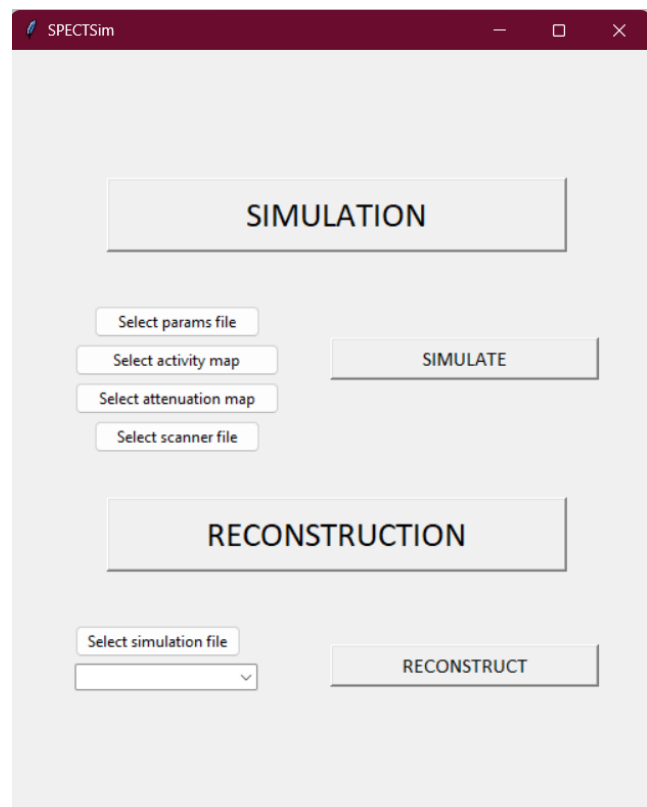 SPECTSim
SIMULATION
Select params file
Select activity map
SIMULATE
Select attenuation map
Select scanner file
RECONSTRUCTION
Select simulation file
RECONSTRUCT